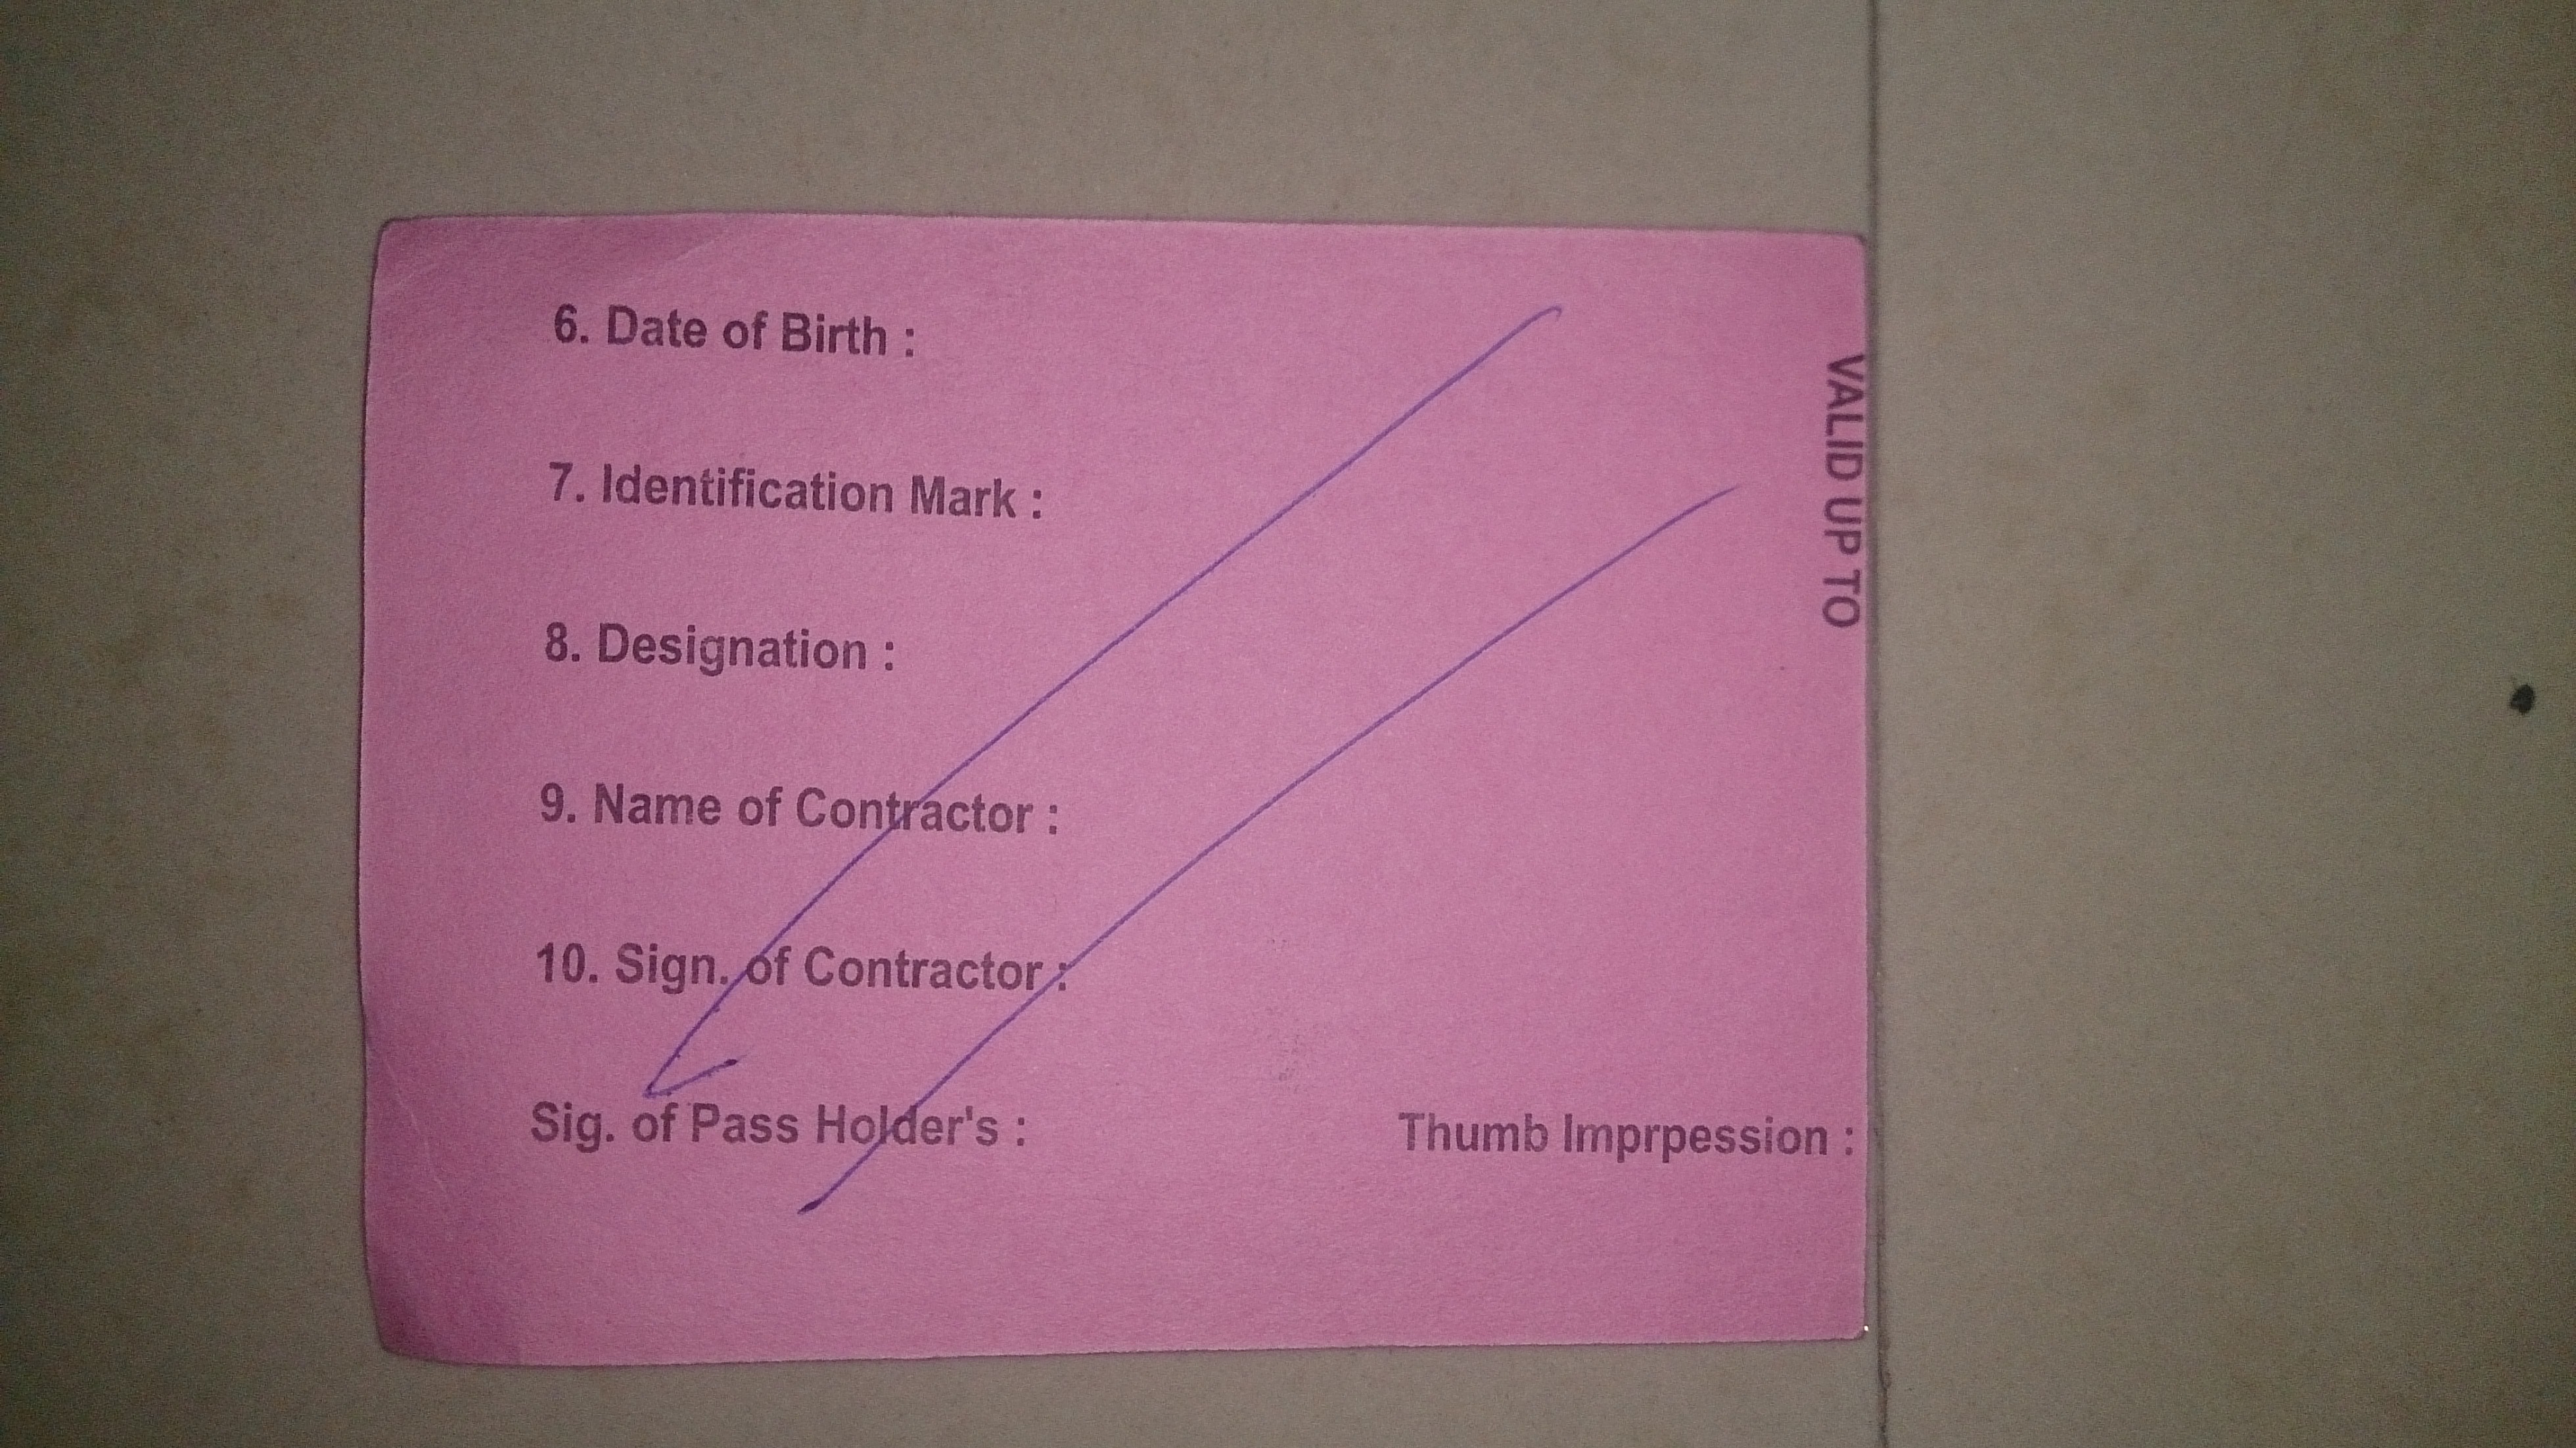 6. Date of Birth :
7. Identification Mark :
8. Designation :
9. Name of Contractor :
10. Sign. of Contractor :
Sig. of Pass Holder's :
Thumb Imprpession :
VALID UP TO